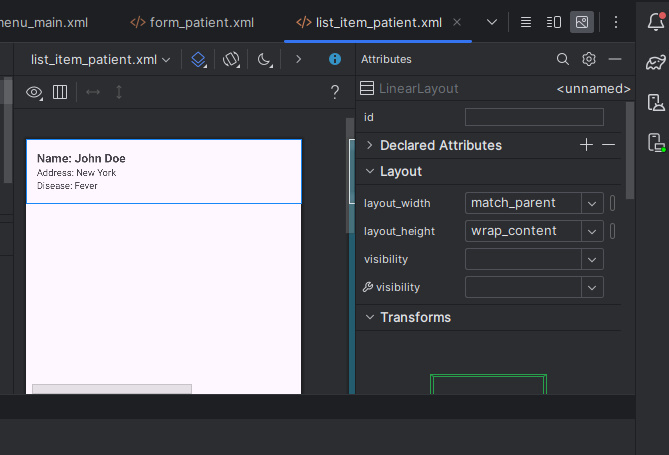 nenu_main.xml
form_patient.xml
list_item_patient.xml
list_item_patient.xml
Attributes
LinearLayout
<unnamed>
id
Declared Attributes
Layout
Name: John Doe
Address: New York
Disease: Fever
layout_width
match_parent
layout_height
wrap_content
visibility
visibility
Transforms